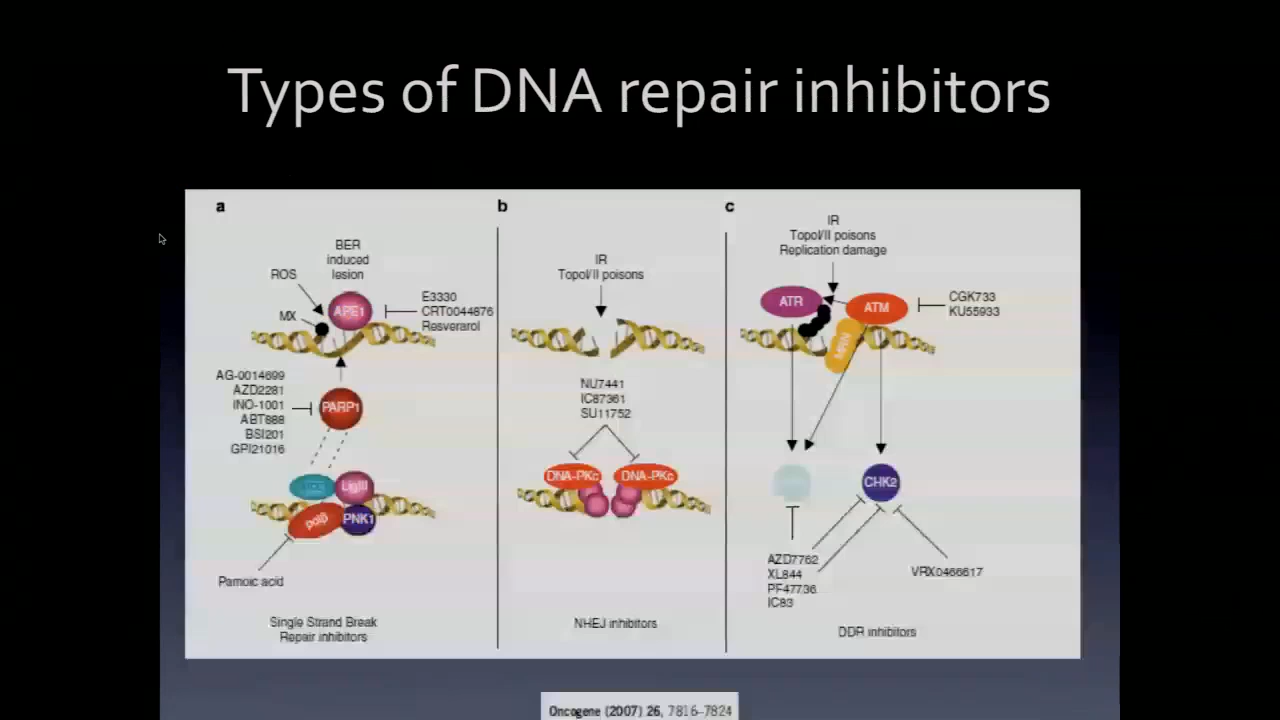 Types of DNA repair inhibitors
a
BER
induced
lesion
ROS
MX
APE1
E3330
CRT0044876
Resverarol
AG-0014699
AZD2281
INO-1001
ABT888
BSI201
GPI21016
PARP1
LigIII
polβ
PNK1
Pamoic acid
Single Strand Break
Repair inhibitors
b
IR
TopoI/II poisons
NU7441
IC87361
SU11752
DNA-PKc
DNA-PKc
NHEJ inhibitors
c
IR
TopoI/II poisons
Replication damage
ATR
ATM
MRN
CGK733
KU55933
CHK2
AZD7762
XL844
PF47736
IC83
VRX0466617
DDR inhibitors
Oncogene (2007) 26, 7816–7824